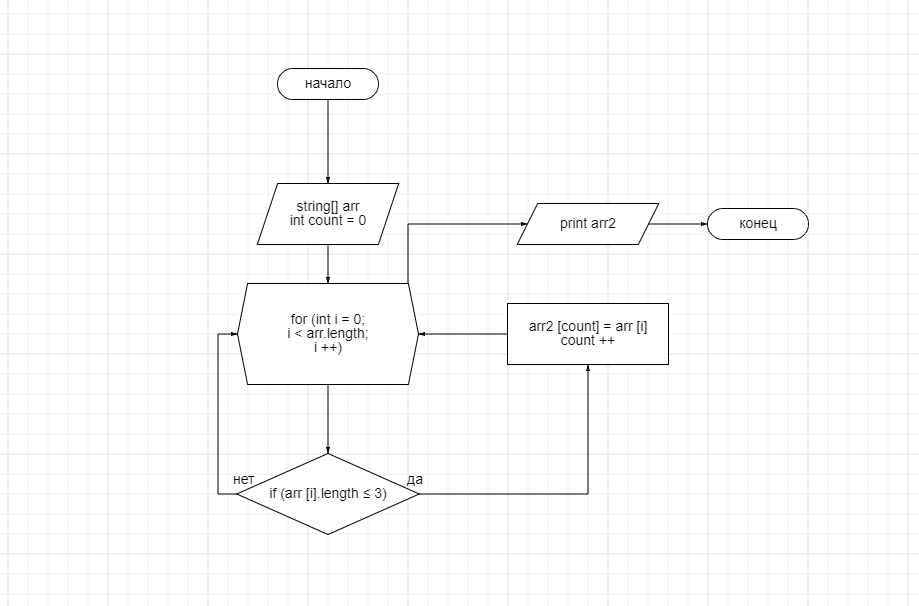 начало
string[] arr
int count = 0
print arr2
конец
for (int i = 0;
i < arr.length;
i ++)
arr2 [count] = arr [i]
count ++
нет
да
if (arr [i].length ≤ 3)